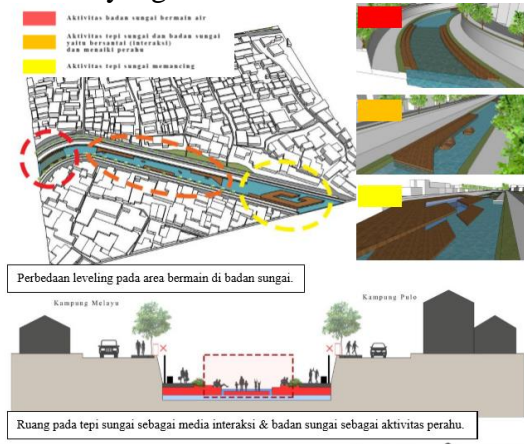 Aktivitas badan sungai bermain air
Aktivitas tepi sungai dan badan sungai
yaitu bersantai (interaksi)
dan menaiki perahu
Aktivitas tepi sungai memancing
Perbedaan leveling pada area bermain di badan sungai.
Kampung Melayu
Kampung Pulo
Ruang pada tepi sungai sebagai media interaksi & badan sungai sebagai aktivitas perahu.